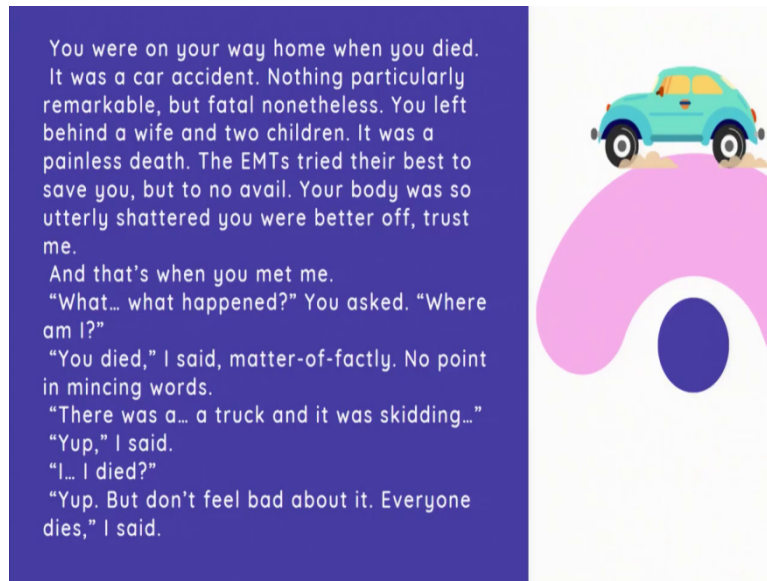 You were on your way home when you died.
It was a car accident. Nothing particularly
remarkable, but fatal nonetheless. You left
behind a wife and two children. It was a
painless death. The EMTs tried their best to
save you, but to no avail. Your body was so
utterly shattered you were better off, trust
me.
And that’s when you met me.
“What… what happened?” You asked. “Where
am I?”
“You died,” I said, matter-of-factly. No point
in mincing words.
“There was a… a truck and it was skidding…”
“Yup,” I said.
“I… I died?”
“Yup. But don’t feel bad about it. Everyone
dies,” I said.